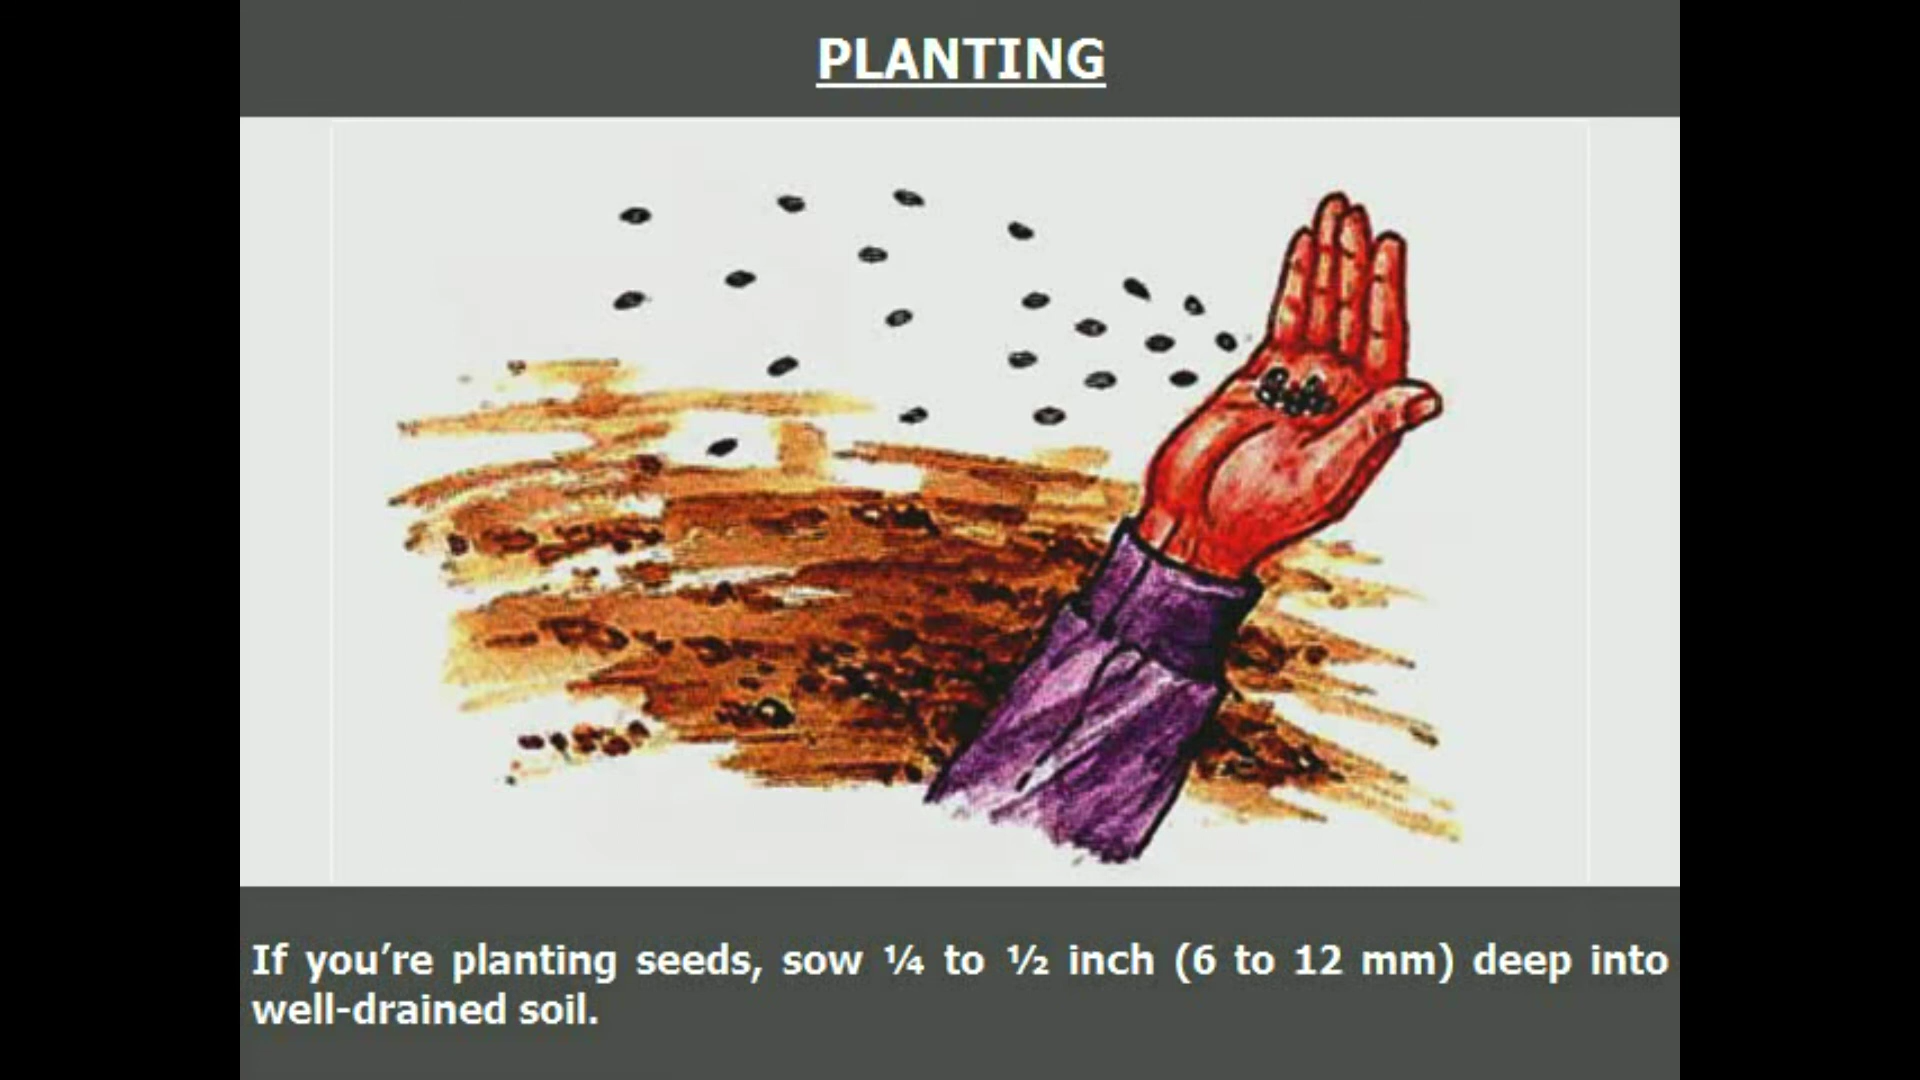 PLANTING
If you’re planting seeds, sow ¼ to ½ inch (6 to 12 mm) deep into
well-drained soil.